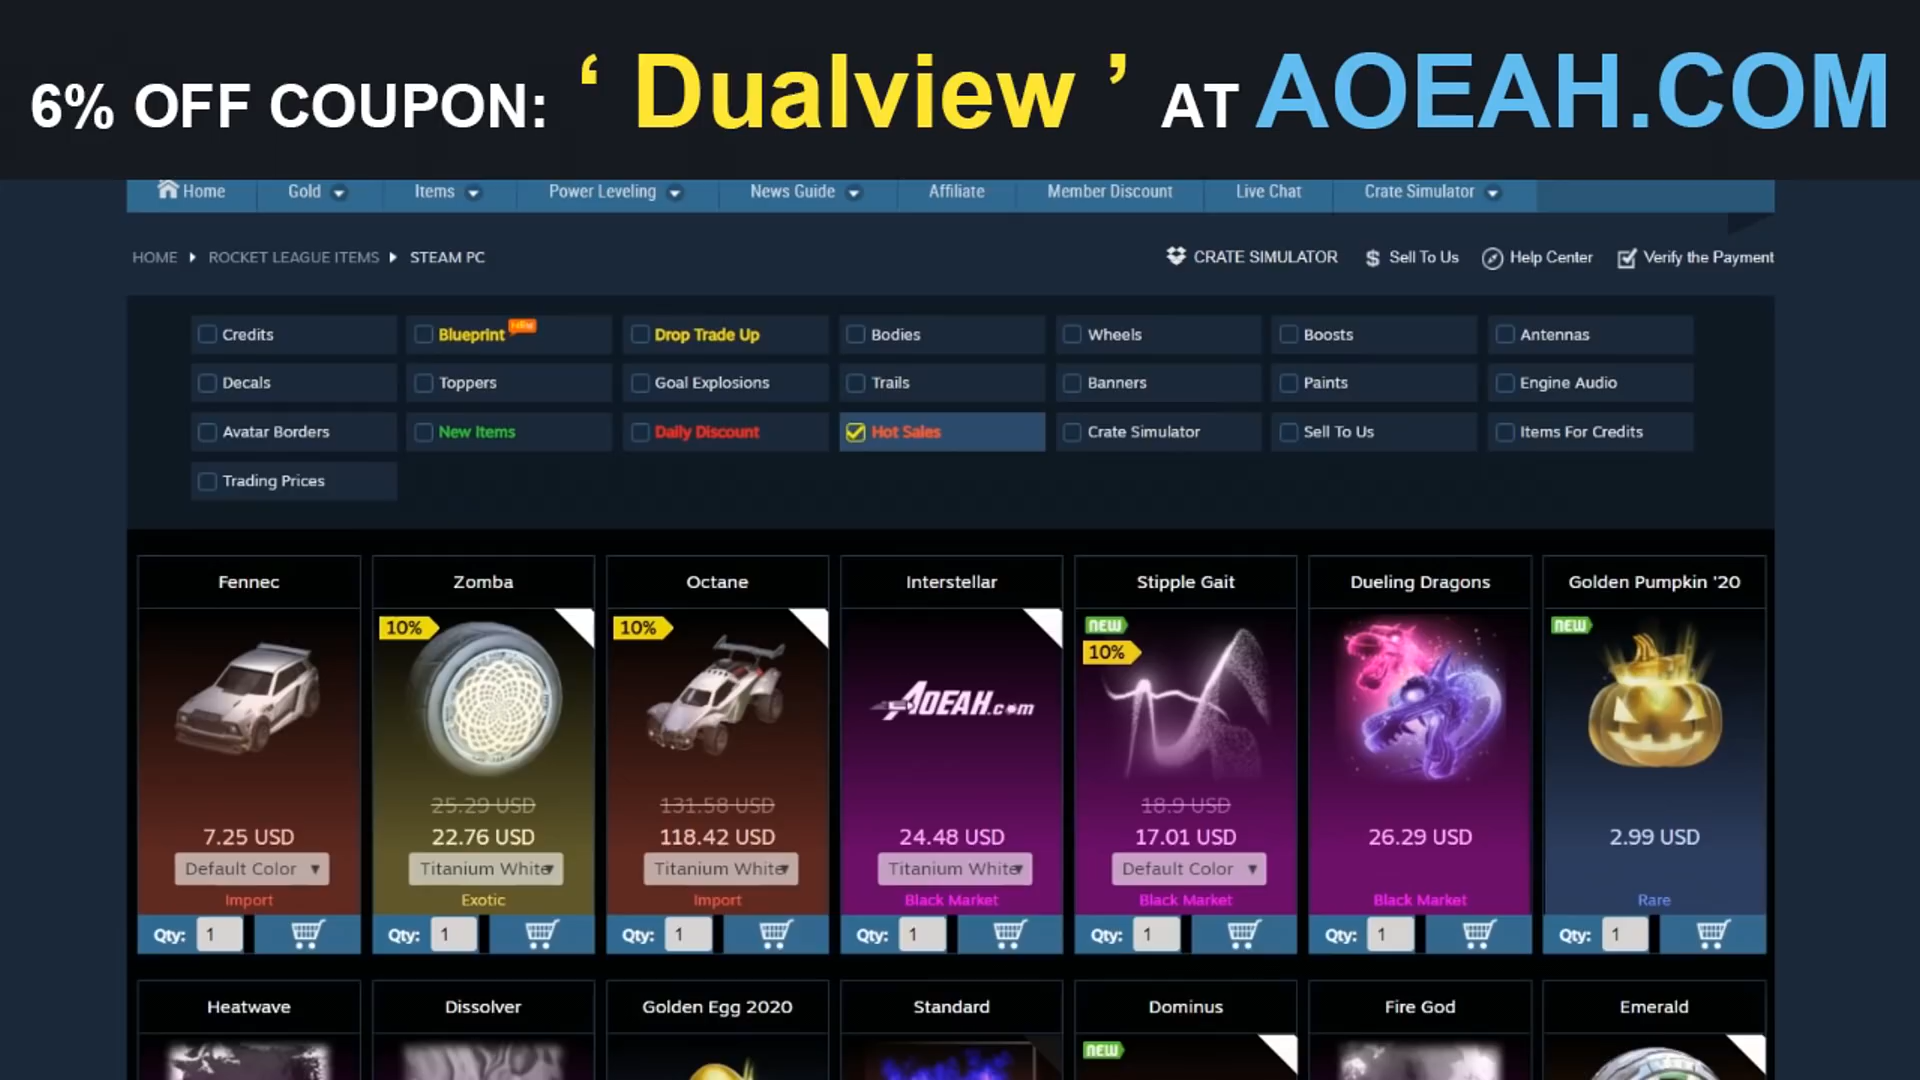 6% OFF COUPON: ‘ Dualview ’ AT AOEAH.COM
Home Gold Items Power Leveling News Guide Affiliate Member Discount Live Chat Crate Simulator
HOME ROCKET LEAGUE ITEMS STEAM PC CRATE SIMULATOR Sell To Us Help Center Verify the Payment
Credits Blueprint NEW Drop Trade Up Bodies Wheels Boosts Antennas
Decals Toppers Goal Explosions Trails Banners Paints Engine Audio
Avatar Borders New Items Daily Discount Hot Sales Crate Simulator Sell To Us Items For Credits
Trading Prices
Fennec Zomba Octane Interstellar Stipple Gait Dueling Dragons Golden Pumpkin '20
10% 10% NEW NEW
10%
AOEAH.com
25.29 USD 131.58 USD 18.9 USD
7.25 USD 22.76 USD 118.42 USD 24.48 USD 17.01 USD 26.29 USD 2.99 USD
Default Color Titanium White Titanium White Titanium White Default Color
Import Exotic Import Black Market Black Market Black Market Rare
Qty: 1 Qty: 1 Qty: 1 Qty: 1 Qty: 1 Qty: 1 Qty: 1
Heatwave Dissolver Golden Egg 2020 Standard Dominus Fire God Emerald
NEW